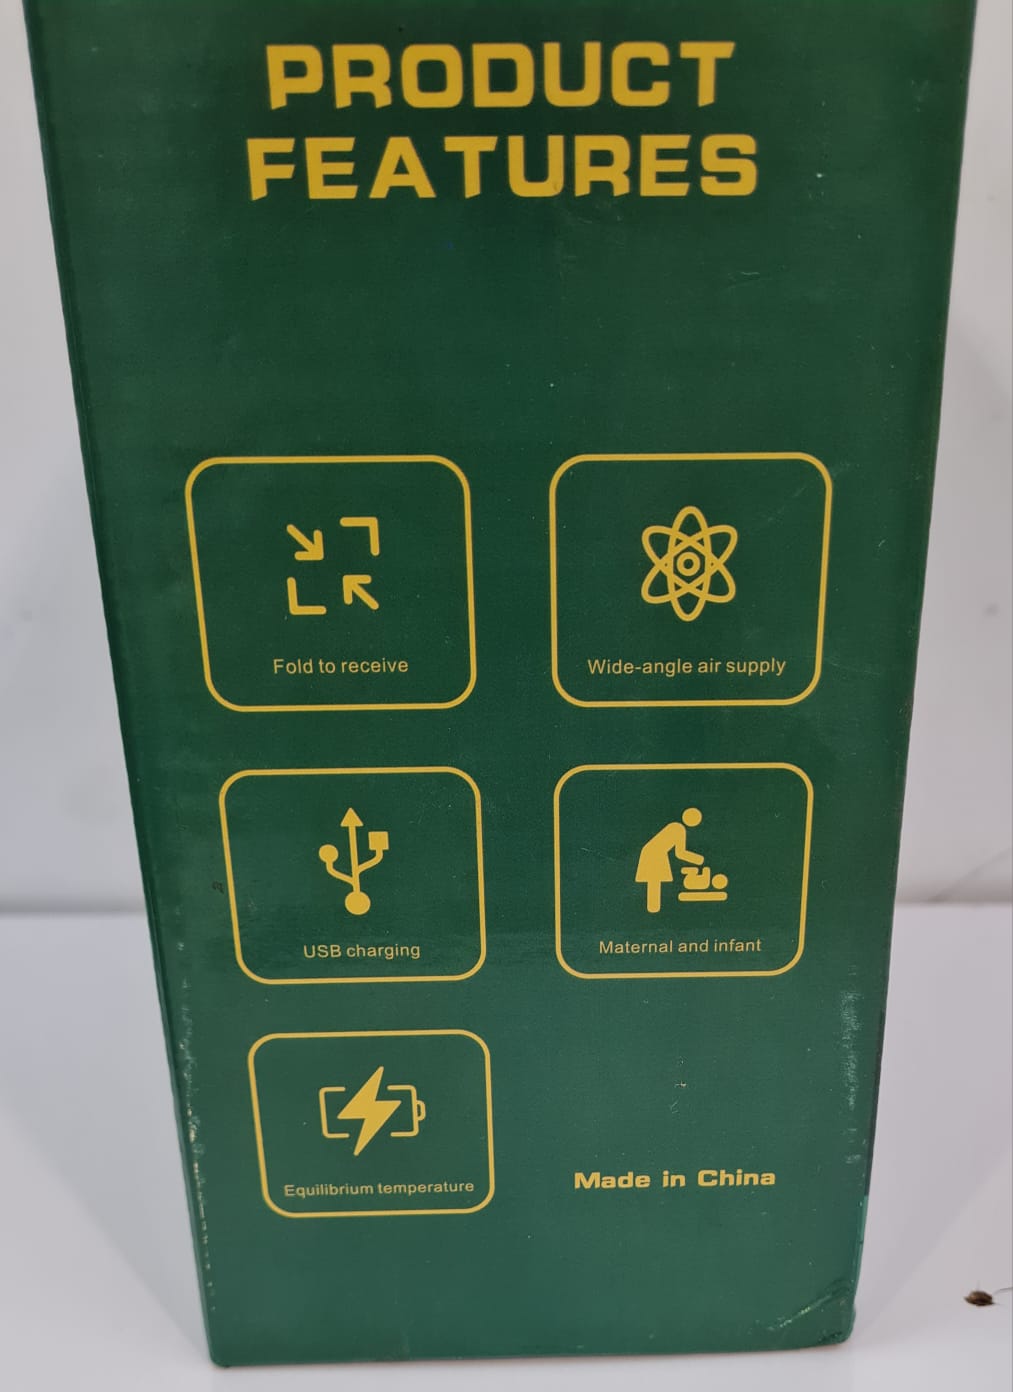 PRODUCT
FEATURES
Fold to receive
Wide-angle air supply
USB charging
Maternal and infant
Equilibrium temperature
Made in China